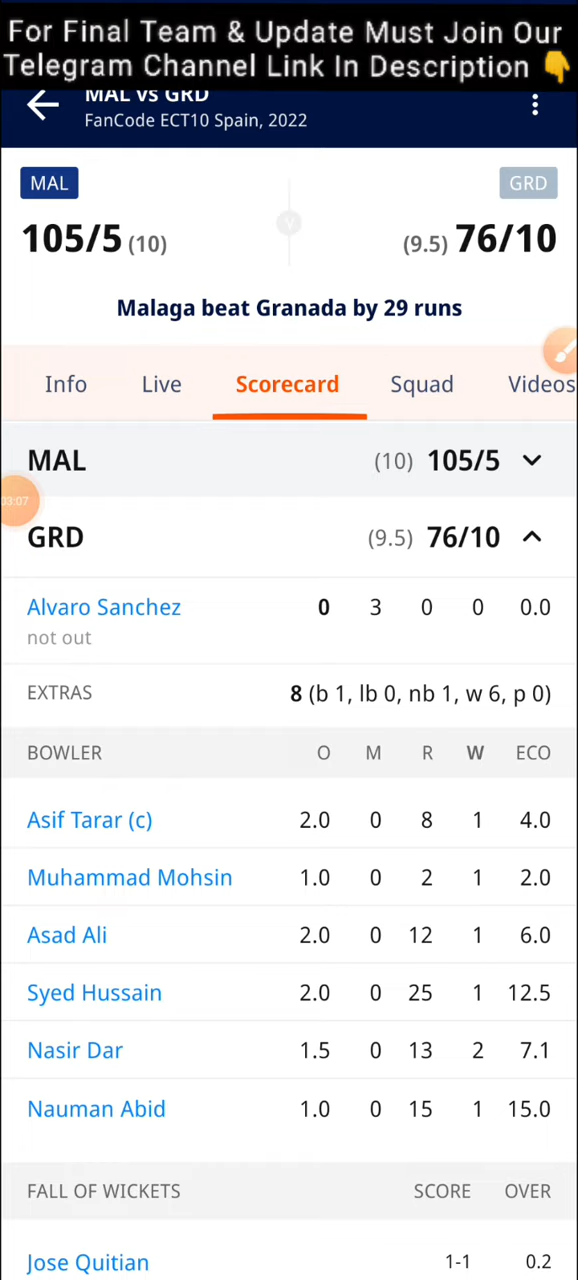 For Final Team & Update Must Join Our
Telegram Channel Link In Description 👇
MAL vs GRD
FanCode ECT10 Spain, 2022
MAL
GRD
105/5 (10)
V
(9.5) 76/10
Malaga beat Granada by 29 runs
Info Live Scorecard Squad Videos
MAL (10) 105/5
03:07
GRD (9.5) 76/10
Alvaro Sanchez 0 3 0 0 0.0
not out
EXTRAS 8 (b 1, lb 0, nb 1, w 6, p 0)
BOWLER O M R W ECO
Asif Tarar (c) 2.0 0 8 1 4.0
Muhammad Mohsin 1.0 0 2 1 2.0
Asad Ali 2.0 0 12 1 6.0
Syed Hussain 2.0 0 25 1 12.5
Nasir Dar 1.5 0 13 2 7.1
Nauman Abid 1.0 0 15 1 15.0
FALL OF WICKETS SCORE OVER
Jose Quitian 1-1 0.2